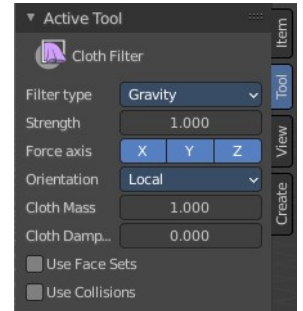 Active Tool
Cloth Filter
Filter type Gravity
Strength 1.000
Force axis X Y Z
Orientation Local
Cloth Mass 1.000
Cloth Damp... 0.000
Use Face Sets
Use Collisions
Item
Tool
View
Create